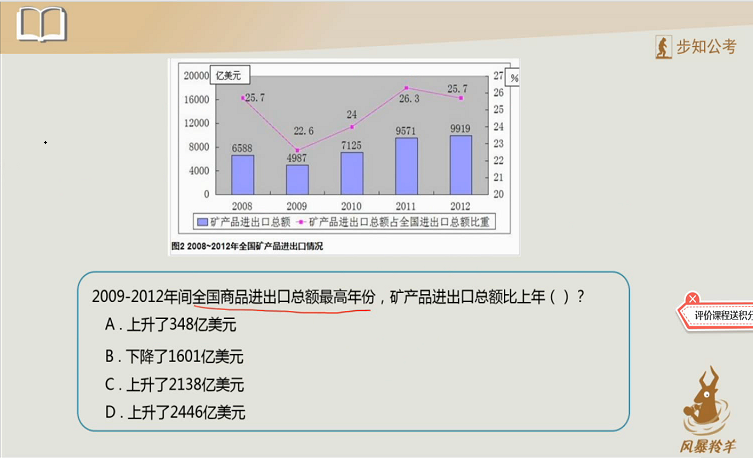 步知公考
亿美元
%
20000
16000
12000
8000
4000
0
27
26
25
24
23
22
21
20
25.7
22.6
24
26.3
25.7
6588
4987
7125
9571
9919
2008
2009
2010
2011
2012
矿产品进出口总额
矿产品进出口总额占全国进出口总额比重
图2 2008~2012年全国矿产品进出口情况
2009-2012年间全国商品进出口总额最高年份，矿产品进出口总额比上年（ ）？
A . 上升了348亿美元
B . 下降了1601亿美元
C . 上升了2138亿美元
D . 上升了2446亿美元
评价课程送积分
风暴羚羊